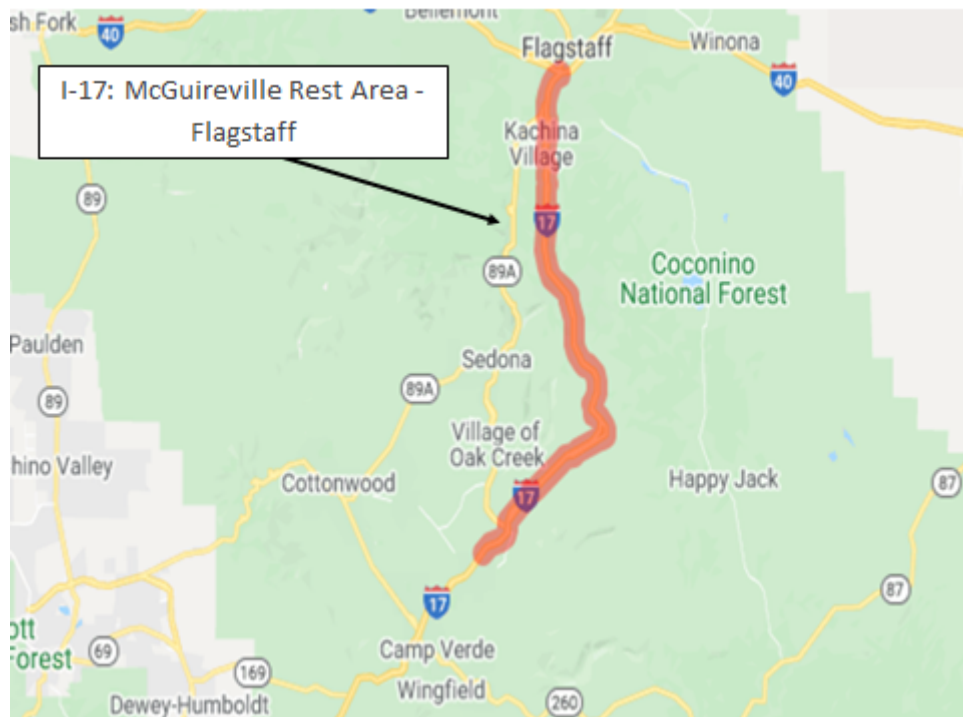 sh Fork
40
Bellemont
Flagstaff
Winona
40
I-17: McGuireville Rest Area -
Flagstaff
Kachina
Village
89
17
89A
Coconino
National Forest
Paulden
Sedona
89A
89
Village of
Oak Creek
hino Valley
Cottonwood
17
Happy Jack
87
17
87
ott
Forest
69
Camp Verde
169
Wingfield
Dewey-Humboldt
260